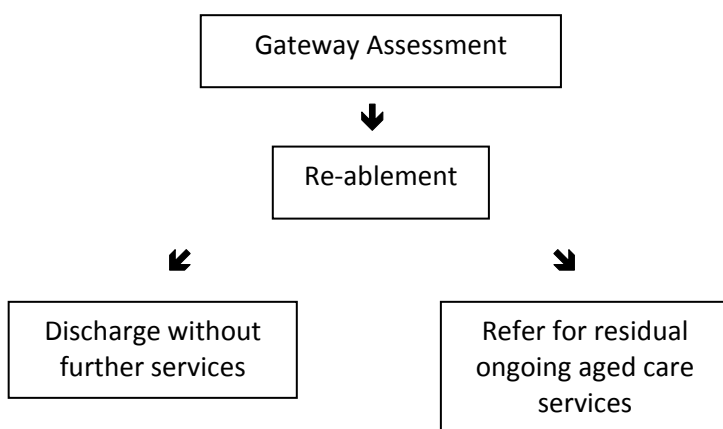 Gateway Assessment
Re-ablement
Discharge without
further services
Refer for residual
ongoing aged care
services